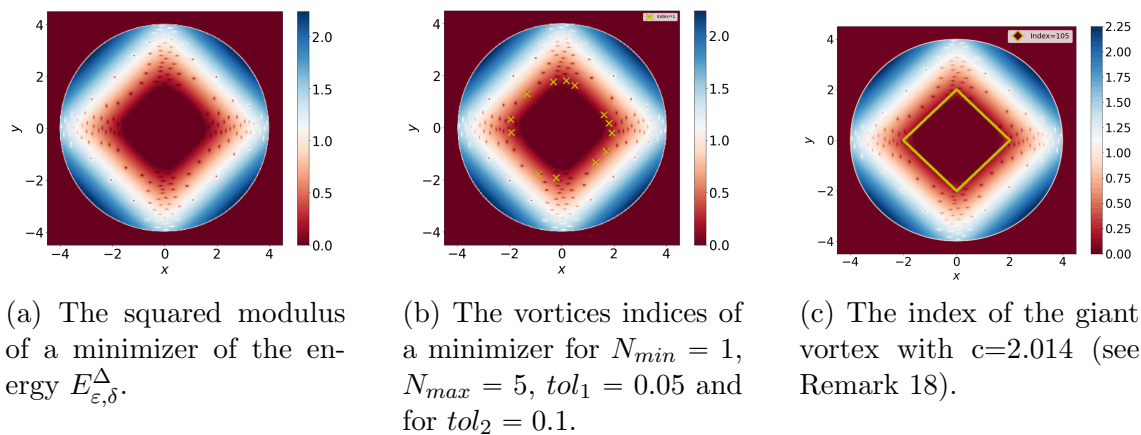 4
2
0
−2
−4
y
−4
−2
0
2
4
x
2.0
1.5
1.0
0.5
0.0
4
2
0
−2
−4
y
−4
−2
0
2
4
x
Index=1
2.0
1.5
1.0
0.5
0.0
4
2
0
−2
−4
y
−4
−2
0
2
4
x
Index=105
2.25
2.00
1.75
1.50
1.25
1.00
0.75
0.50
0.25
0.00
(a) The squared modulus
of a minimizer of the en-
ergy $E^{\Delta}_{\varepsilon,\delta}$.
(b) The vortices indices of
a minimizer for $N_{min} = 1$,
$N_{max} = 5$, $tol_1 = 0.05$ and
for $tol_2 = 0.1$.
(c) The index of the giant
vortex with c=2.014 (see
Remark 18).